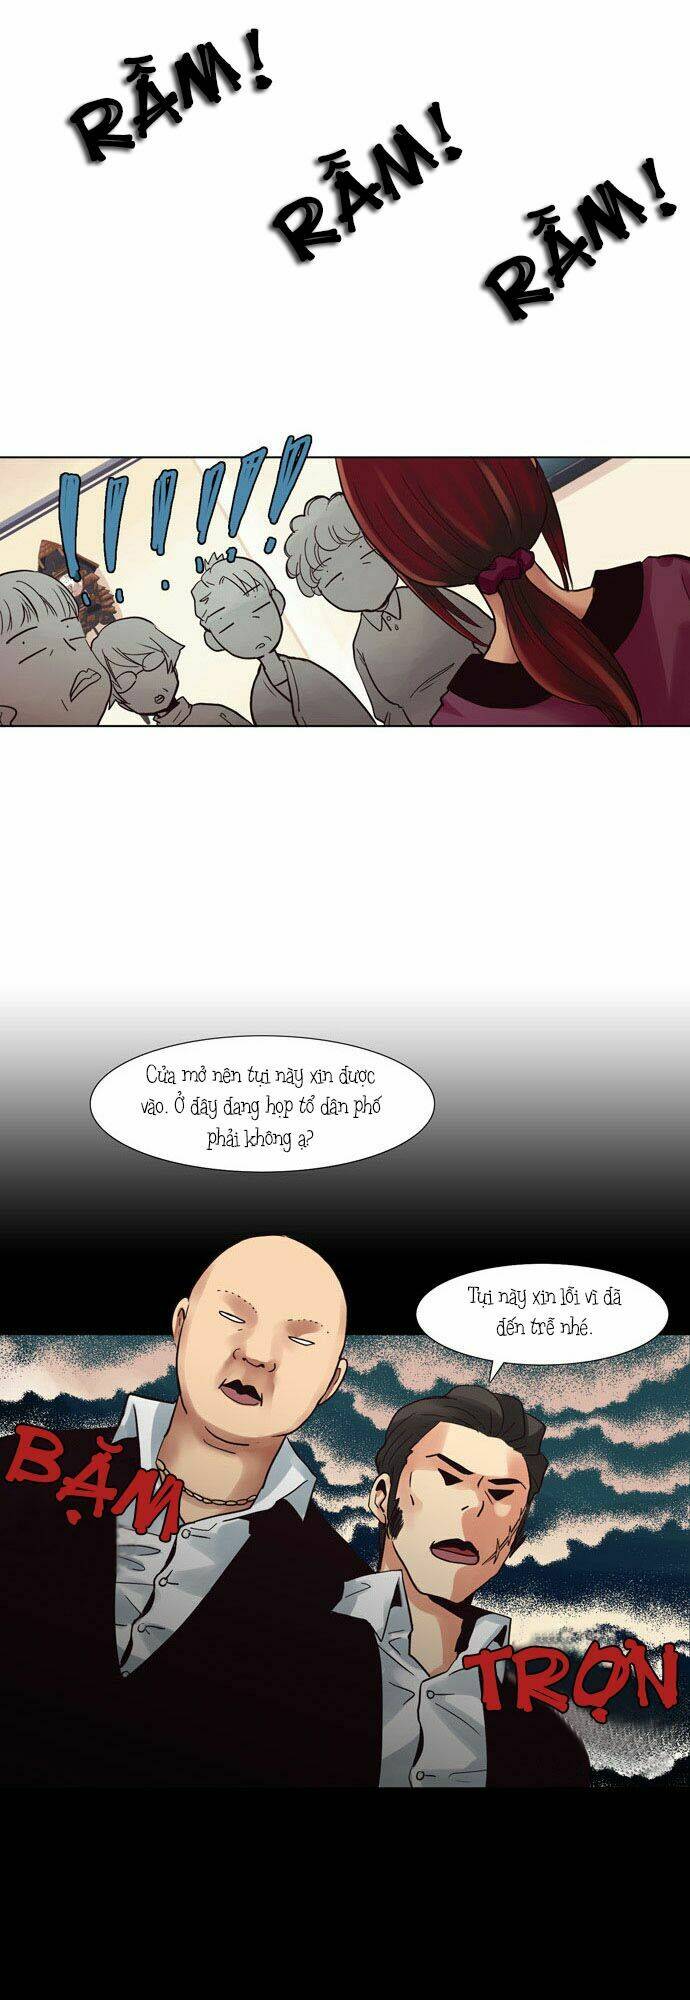 RẦM!
RẦM!
RẦM!
!!!!!!!
Cửa mở nên tụi này xin được
vào. Ở đây đang họp tổ dân phố
phải không ạ?
Tụi này xin lỗi vì đã
đến trễ nhé.
BẶM
TRỢN